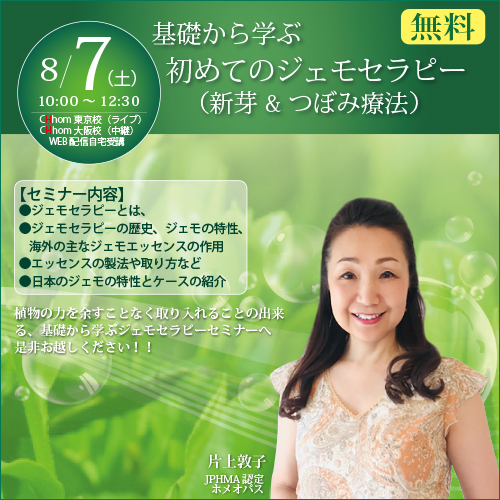 無料
基礎から学ぶ
初めてのジェモセラピー
（新芽 & つぼみ療法）
8/7（土）
10:00～12:30
CHhom 東京校（ライブ）
CHhom 大阪校（中継）
WEB 配信自宅受講
【セミナー内容】
●ジェモセラピーとは、
●ジェモセラピーの歴史、ジェモの特性、
海外の主なジェモエッセンスの作用
●エッセンスの製法や取り方など
●日本のジェモの特性とケースの紹介
植物の力を余すことなく取り入れることの出来
る、基礎から学ぶジェモセラピーセミナーへ
是非お越しください！！
片上敦子
JPHMA 認定
ホメオパス